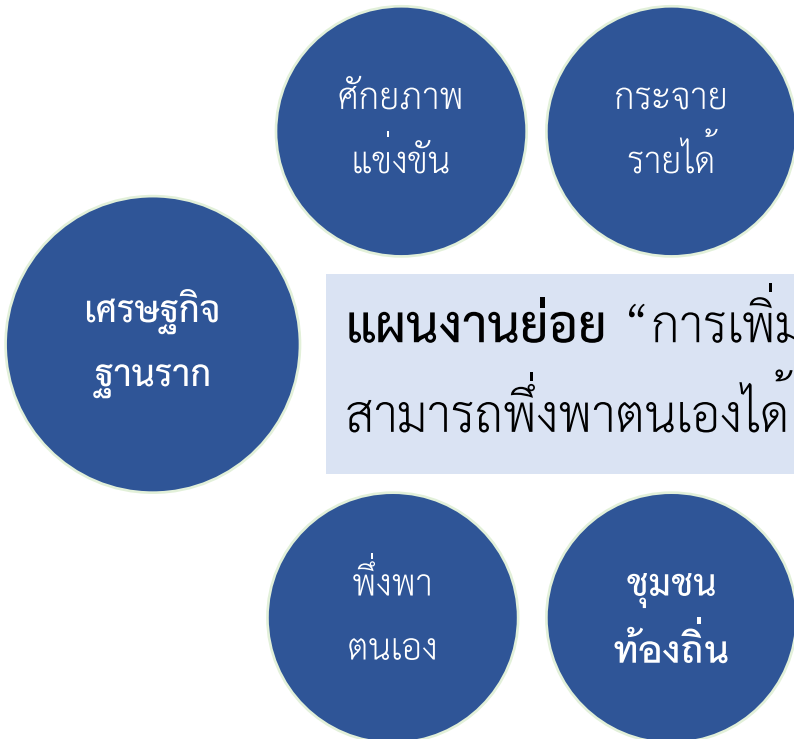 ศักยภาพ
แข่งขัน
กระจาย
รายได้
เศรษฐกิจ
ฐานราก
แผนงานย่อย “การเพิ่ม
สามารถพึ่งพาตนเองได้
พึ่งพา
ตนเอง
ชุมชน
ท้องถิ่น